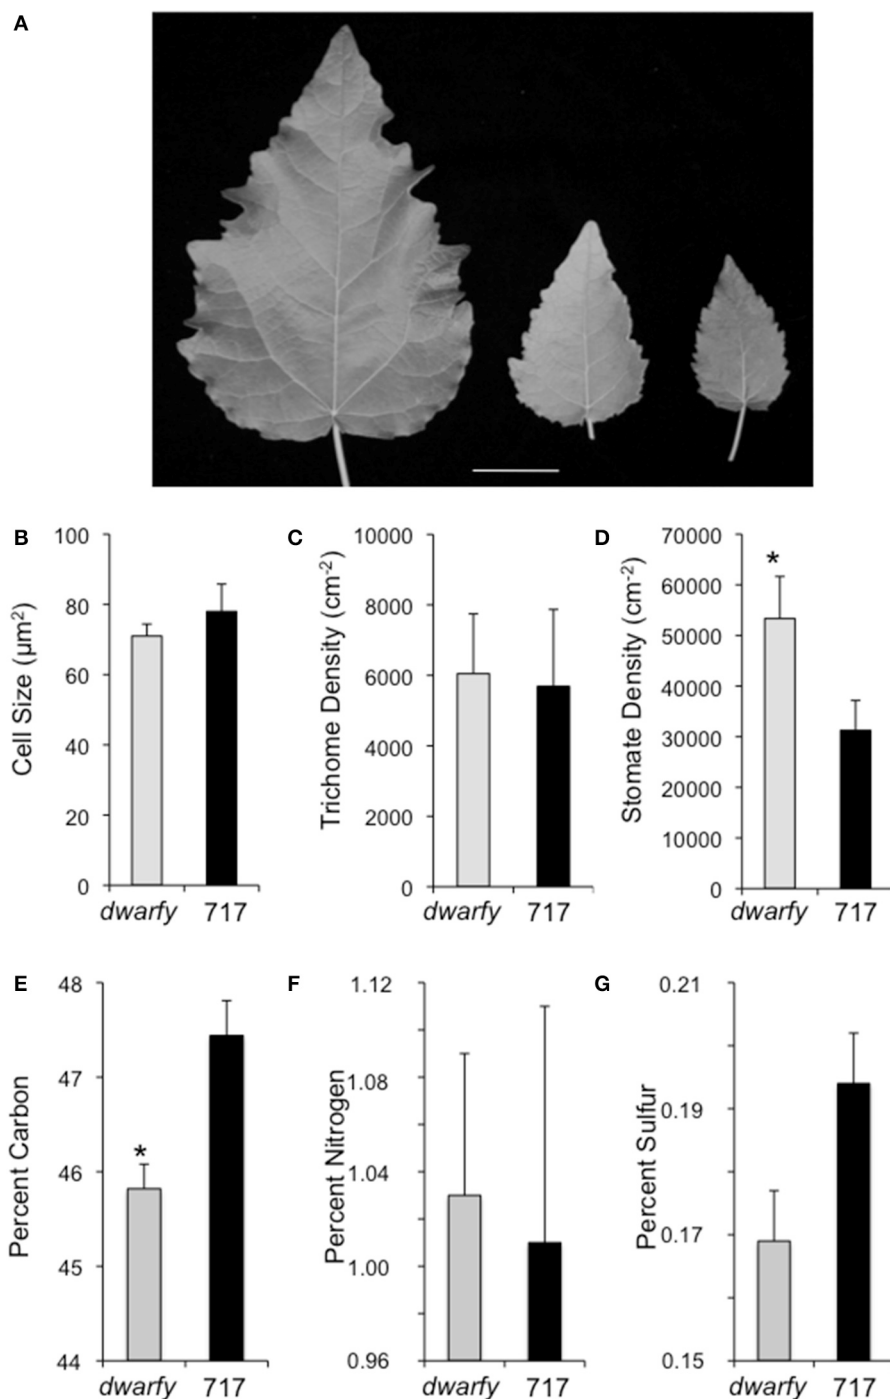 A
B
100
80
60
40
20
0
Cell Size (μm²)
dwarfy 717
C
10000
8000
6000
4000
2000
0
Trichome Density (cm⁻²)
dwarfy 717
D
70000
60000
50000
40000
30000
20000
10000
0
Stomate Density (cm⁻²)
*
dwarfy 717
E
48
47
46
45
44
Percent Carbon
*
dwarfy 717
F
1.12
1.08
1.04
1.00
0.96
Percent Nitrogen
dwarfy 717
G
0.21
0.19
0.17
0.15
Percent Sulfur
dwarfy 717